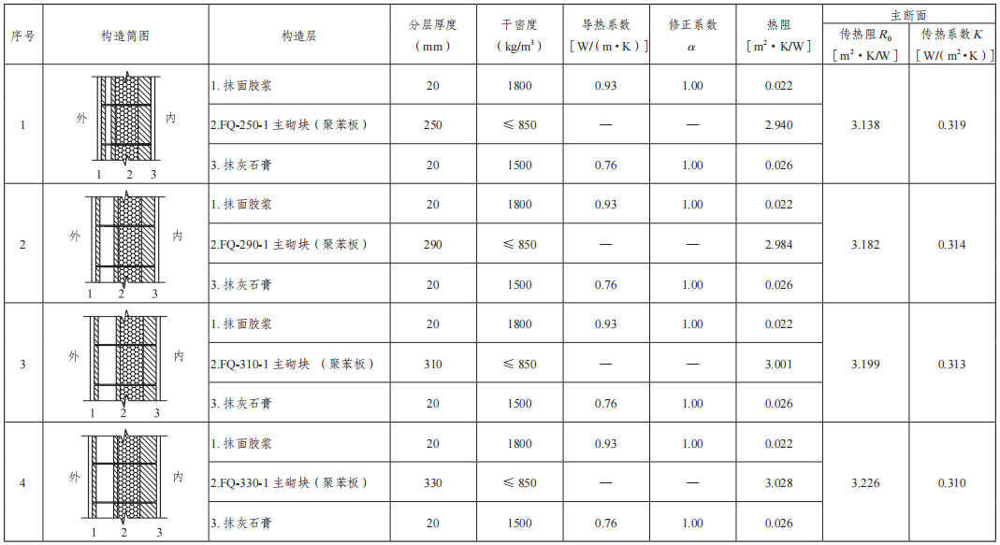 序号 构造简图 构造层 分层厚度（mm） 干密度（kg/m³） 导热系数［W/(m·K)］ 修正系数α 热阻［m²·K/W］ 主断面
传热阻R₀［m²·K/W］ 传热系数K［W/(m²·K)］
1 外 内 1 2 3
1.抹面胶浆 20 1800 0.93 1.00 0.022
2.FQ-250-1主砌块（聚苯板） 250 ≤850 — — 2.940 3.138 0.319
3.抹灰石膏 20 1500 0.76 1.00 0.026
2 外 内 1 2 3
1.抹面胶浆 20 1800 0.93 1.00 0.022
2.FQ-290-1主砌块（聚苯板） 290 ≤850 — — 2.984 3.182 0.314
3.抹灰石膏 20 1500 0.76 1.00 0.026
3 外 内 1 2 3
1.抹面胶浆 20 1800 0.93 1.00 0.022
2.FQ-310-1主砌块 （聚苯板） 310 ≤850 — — 3.001 3.199 0.313
3.抹灰石膏 20 1500 0.76 1.00 0.026
4 外 内 1 2 3
1.抹面胶浆 20 1800 0.93 1.00 0.022
2.FQ-330-1主砌块（聚苯板） 330 ≤850 — — 3.028 3.226 0.310
3.抹灰石膏 20 1500 0.76 1.00 0.026